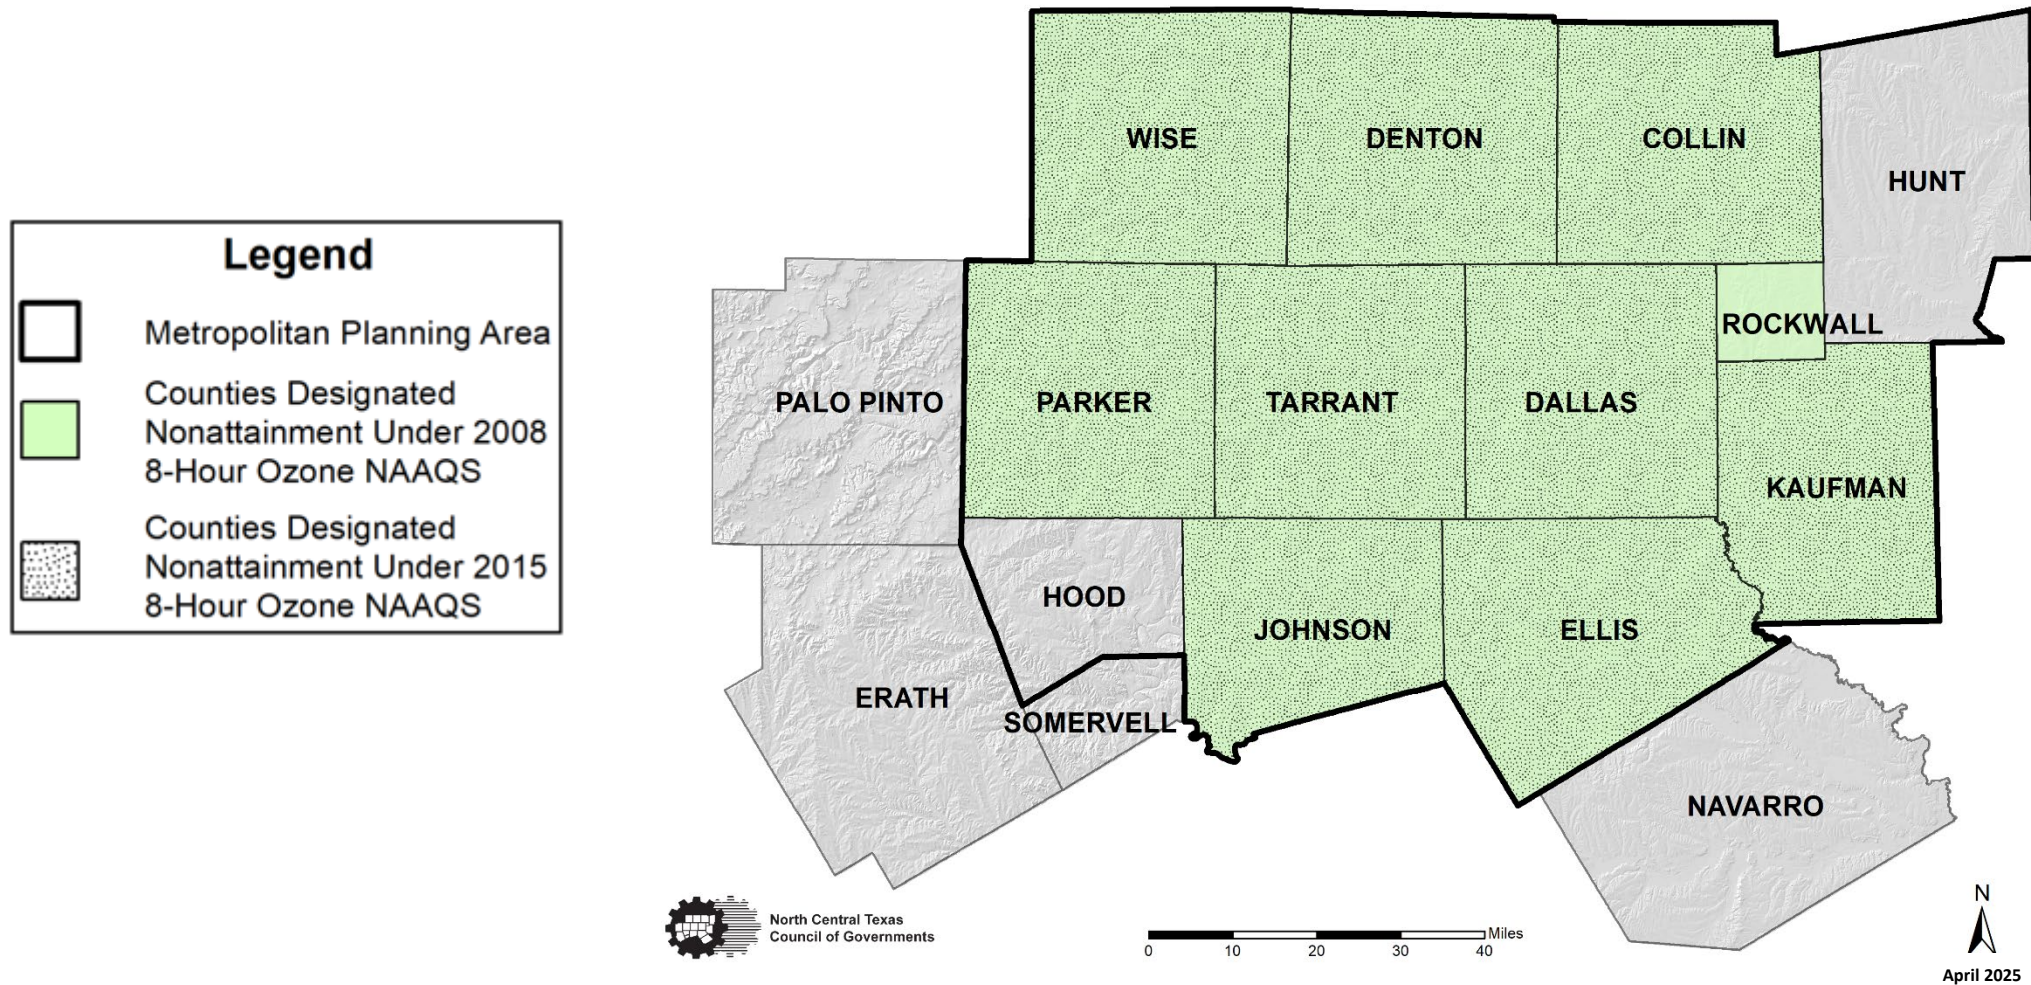 Legend
Metropolitan Planning Area
Counties Designated
Nonattainment Under 2008
8-Hour Ozone NAAQS
Counties Designated
Nonattainment Under 2015
8-Hour Ozone NAAQS
WISE
DENTON
COLLIN
HUNT
ROCKWALL
PALO PINTO
PARKER
TARRANT
DALLAS
KAUFMAN
HOOD
JOHNSON
ELLIS
ERATH
SOMERVELL
NAVARRO
North Central Texas
Council of Governments
Miles
0 10 20 30 40
N
April 2025